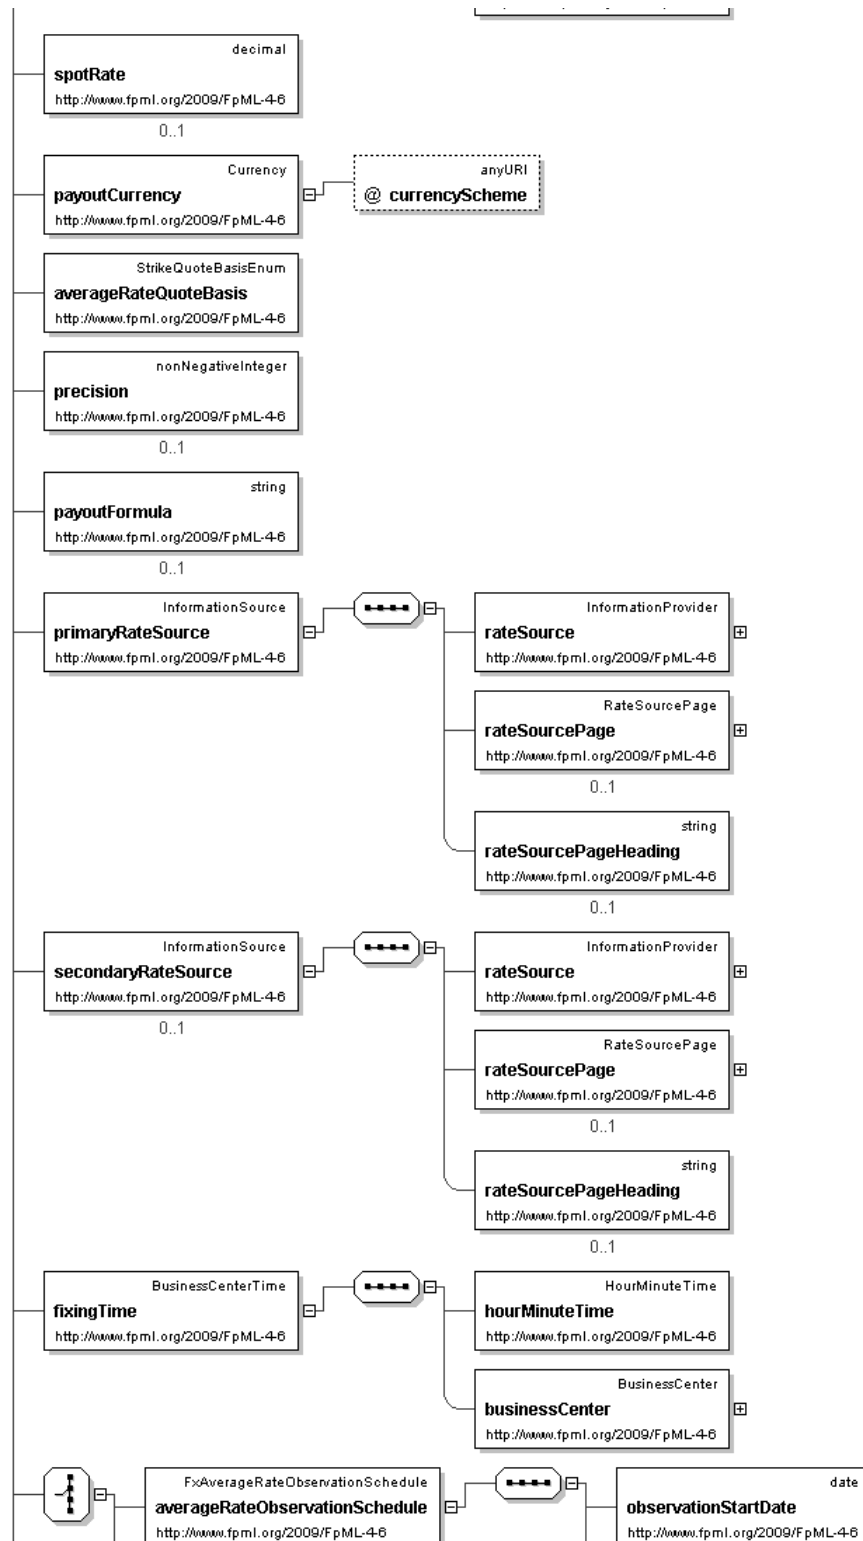 decimal
spotRate
http://www.fpml.org/2009/FpML-4-6
0..1
Currency
payoutCurrency
http://www.fpml.org/2009/FpML-4-6
anyURI
@ currencyScheme
StrikeQuoteBasisEnum
averageRateQuoteBasis
http://www.fpml.org/2009/FpML-4-6
nonNegativeInteger
precision
http://www.fpml.org/2009/FpML-4-6
0..1
string
payoutFormula
http://www.fpml.org/2009/FpML-4-6
0..1
InformationSource
primaryRateSource
http://www.fpml.org/2009/FpML-4-6
InformationProvider
rateSource
http://www.fpml.org/2009/FpML-4-6
RateSourcePage
rateSourcePage
http://www.fpml.org/2009/FpML-4-6
0..1
string
rateSourcePageHeading
http://www.fpml.org/2009/FpML-4-6
0..1
InformationSource
secondaryRateSource
http://www.fpml.org/2009/FpML-4-6
0..1
InformationProvider
rateSource
http://www.fpml.org/2009/FpML-4-6
RateSourcePage
rateSourcePage
http://www.fpml.org/2009/FpML-4-6
0..1
string
rateSourcePageHeading
http://www.fpml.org/2009/FpML-4-6
0..1
BusinessCenterTime
fixingTime
http://www.fpml.org/2009/FpML-4-6
HourMinuteTime
hourMinuteTime
http://www.fpml.org/2009/FpML-4-6
BusinessCenter
businessCenter
http://www.fpml.org/2009/FpML-4-6
FxAverageRateObservationSchedule
averageRateObservationSchedule
http://www.fpml.org/2009/FpML-4-6
date
observationStartDate
http://www.fpml.org/2009/FpML-4-6